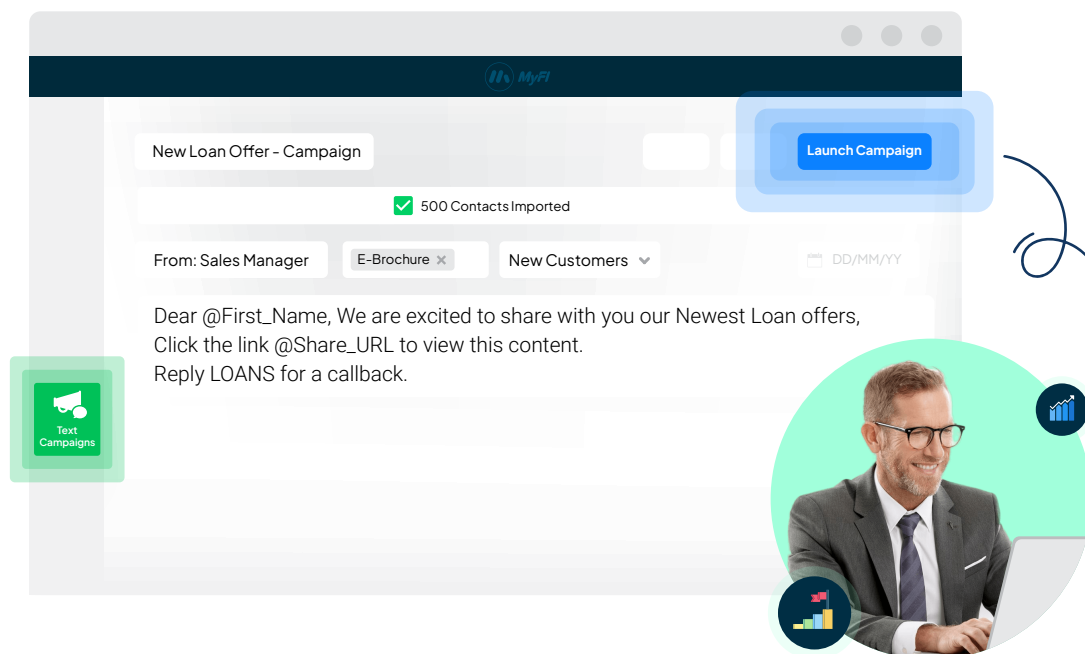 MyFI
New Loan Offer - Campaign
Launch Campaign
500 Contacts Imported
From: Sales Manager
E-Brochure
New Customers
DD/MM/YY
Dear @First_Name, We are excited to share with you our Newest Loan offers,
Click the link @Share_URL to view this content.
Reply LOANS for a callback.
Text
Campaigns